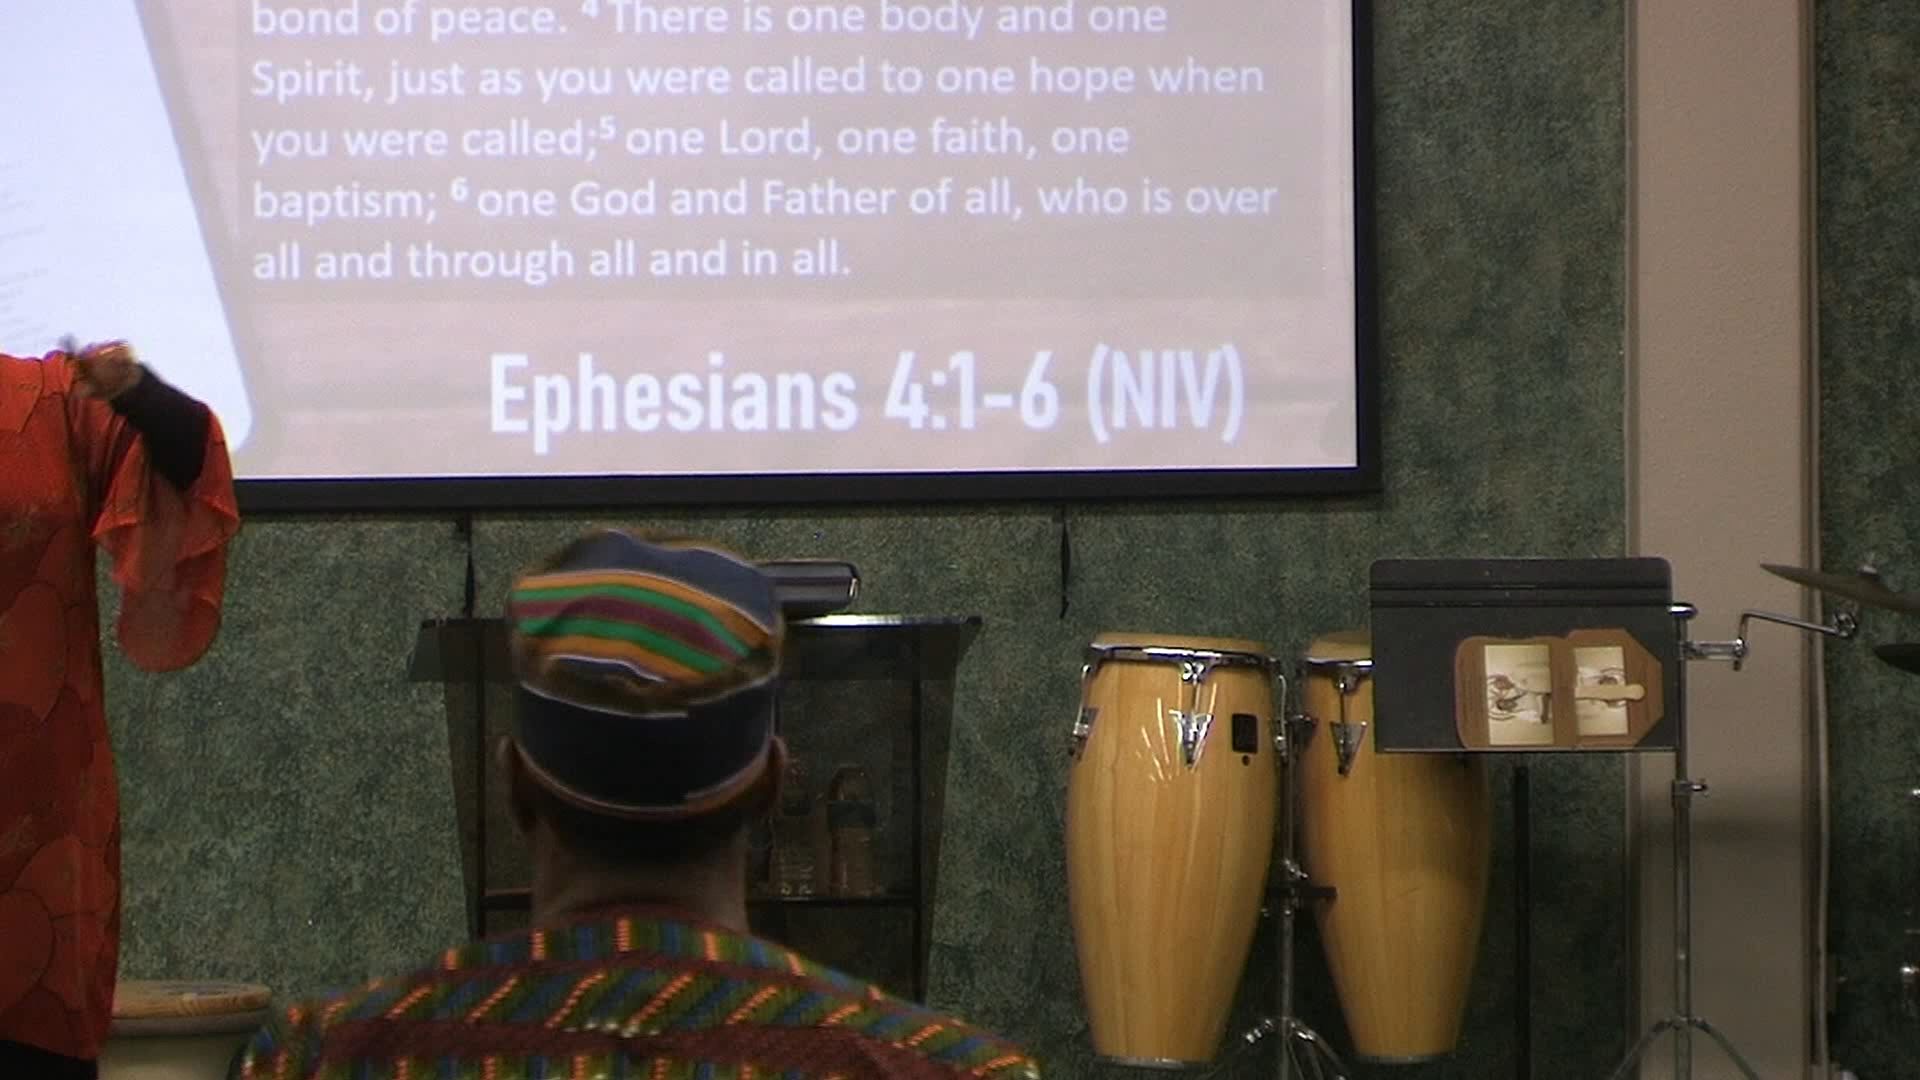 bond of peace. ⁴ There is one body and one
Spirit, just as you were called to one hope when
you were called;⁵ one Lord, one faith, one
baptism; ⁶ one God and Father of all, who is over
all and through all and in all.
Ephesians 4:1-6 (NIV)